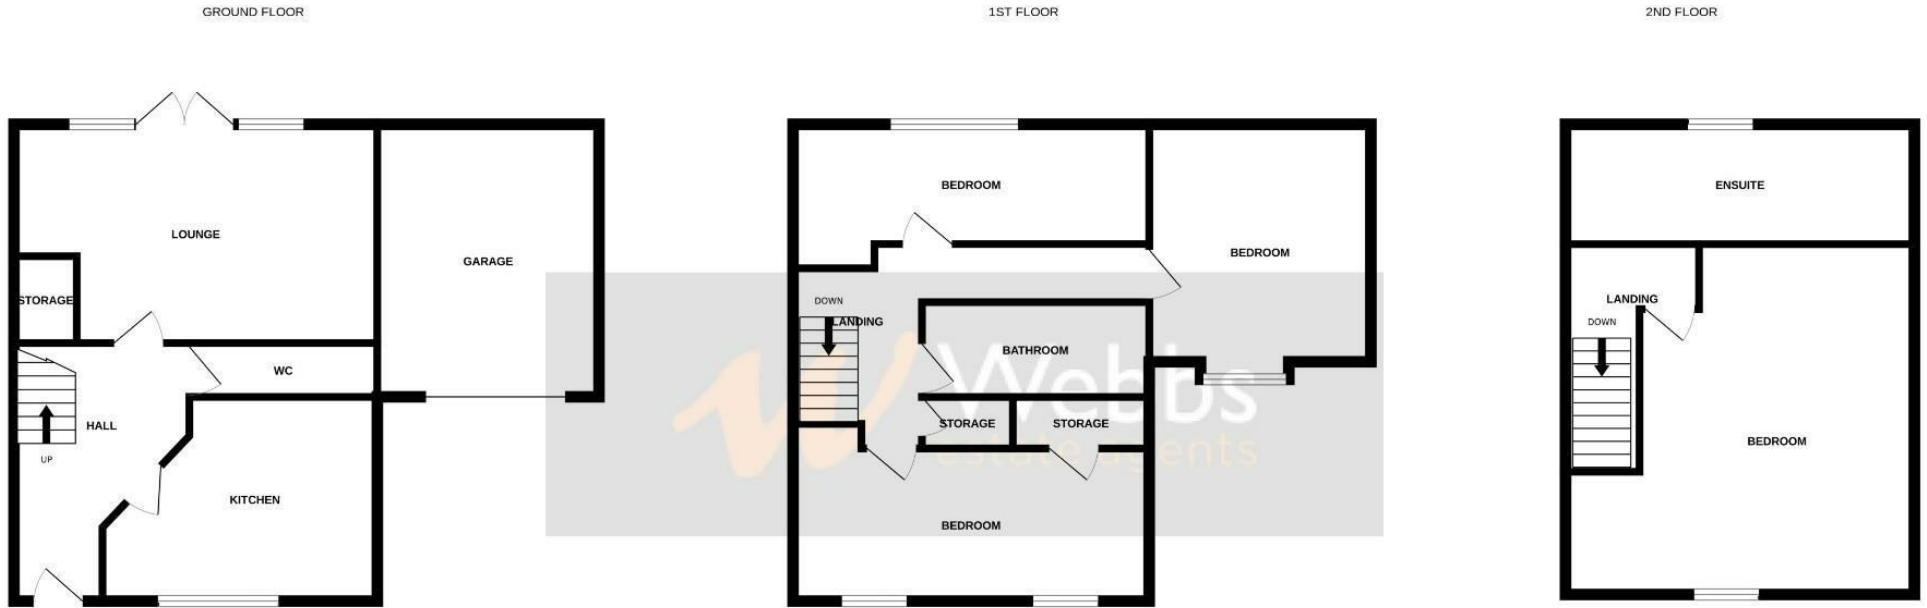 GROUND FLOOR
LOUNGE
GARAGE
STORAGE
WC
HALL
UP
KITCHEN
1ST FLOOR
BEDROOM
BEDROOM
DOWN
LANDING
BATHROOM
STORAGE
STORAGE
BEDROOM
Webbs
estate agents
2ND FLOOR
ENSUITE
LANDING
DOWN
BEDROOM